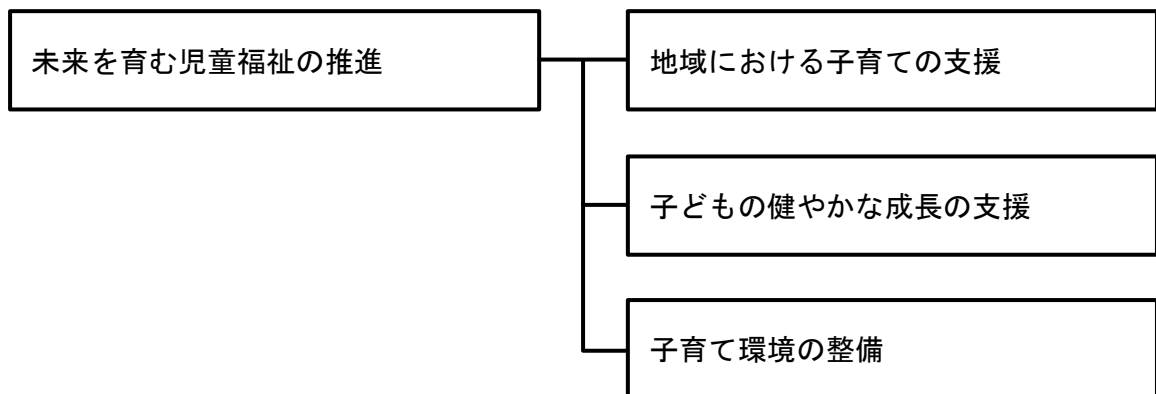 未来を育む児童福祉の推進
地域における子育ての支援
子どもの健やかな成長の支援
子育て環境の整備